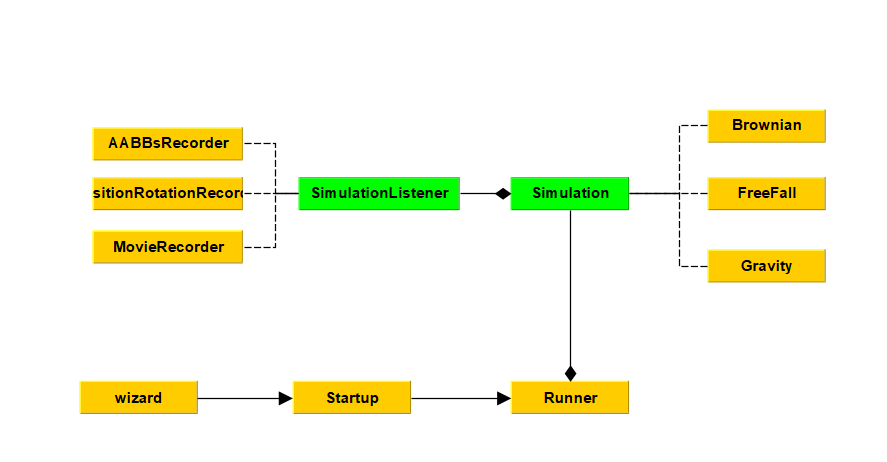 Brownian
AABBsRecorder
sitionRotationRecor
SimulationListener
Simulation
FreeFall
MovieRecorder
Gravity
wizard
Startup
Runner